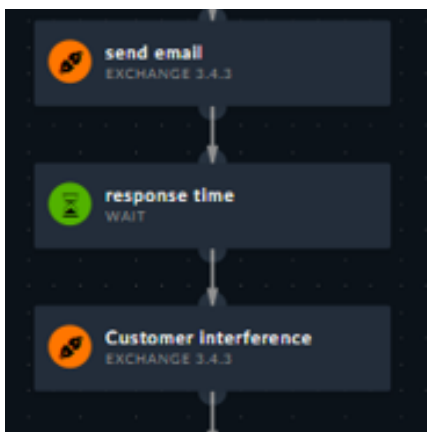 send email
EXCHANGE 3.4.3
response time
WAIT
Customer interference
EXCHANGE 3.4.3